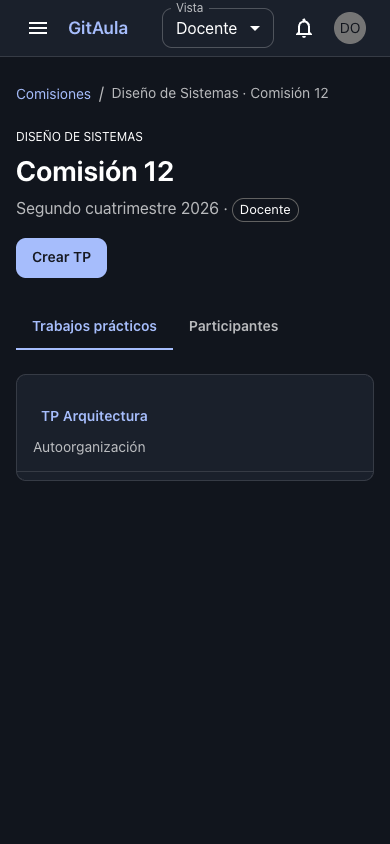 Vista
GitAula
Docente
DO
Comisiones / Diseño de Sistemas · Comisión 12
DISEÑO DE SISTEMAS
Comisión 12
Segundo cuatrimestre 2026 · Docente
Crear TP
Trabajos prácticos Participantes
TP Arquitectura
Autoorganización